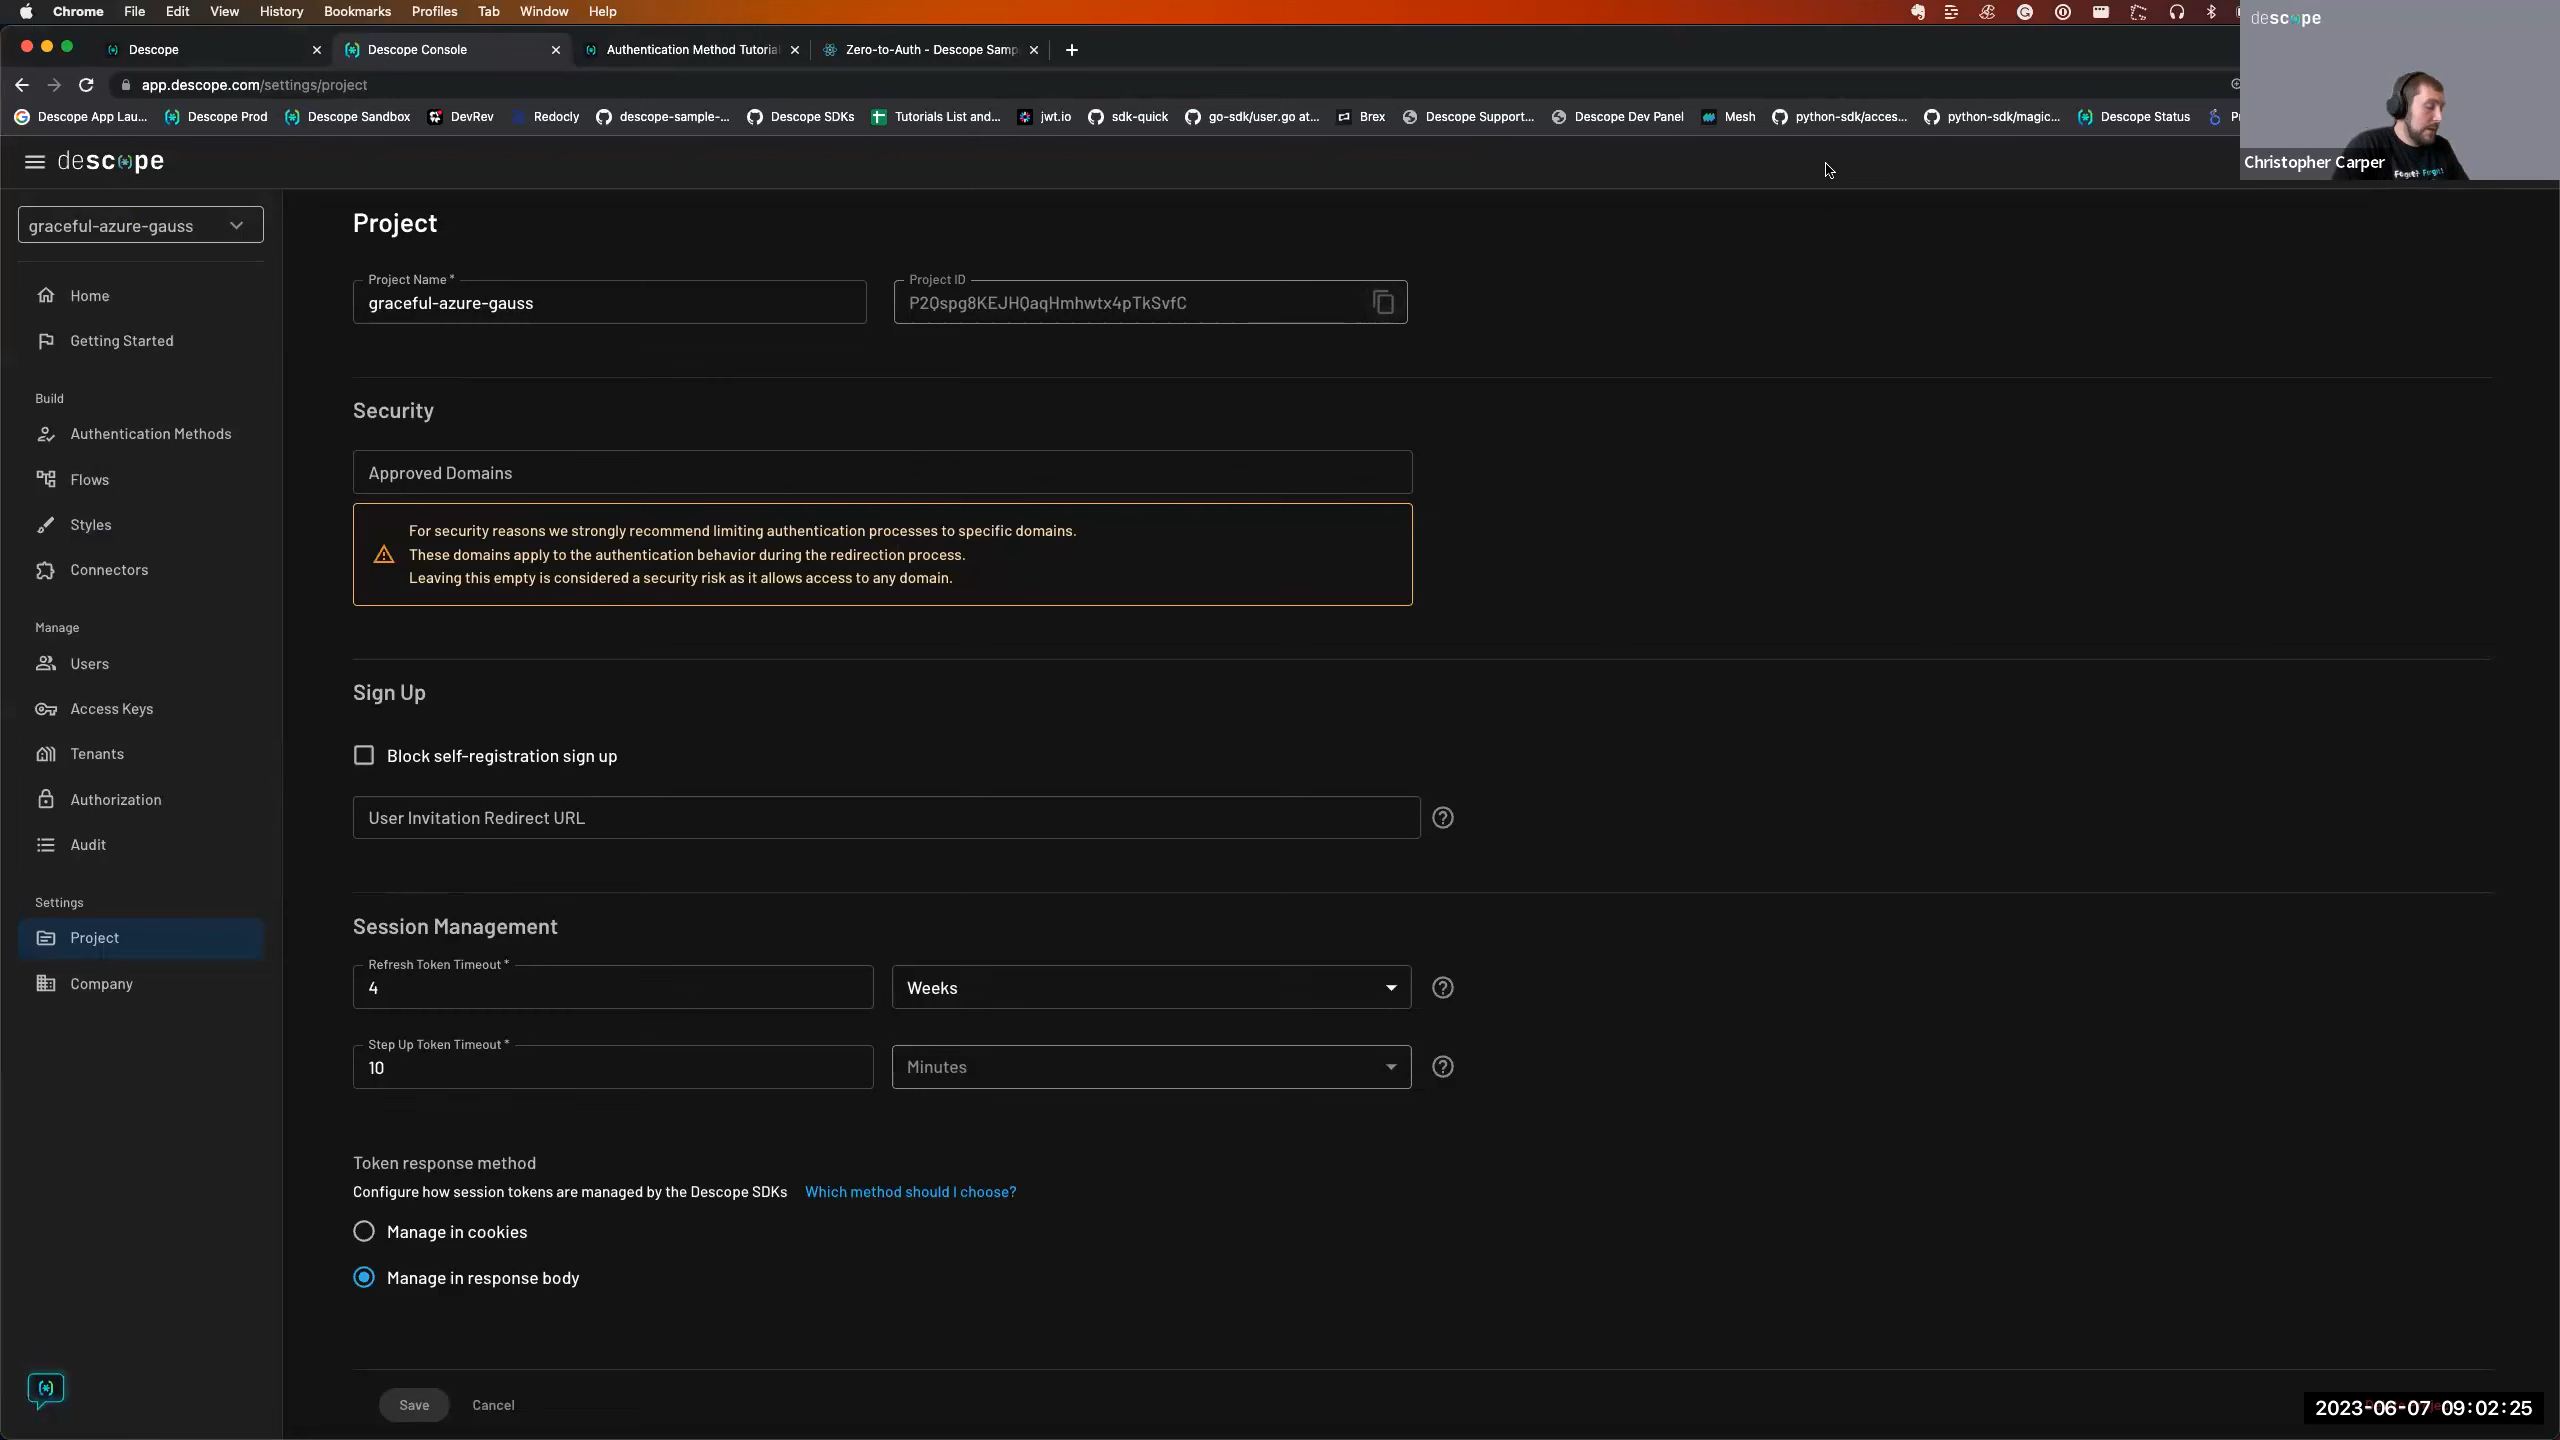 Chrome File Edit View History Bookmarks Profiles Tab Window Help
descope
Descope
Descope Console
Authentication Method Tutoria
Zero-to-Auth - Descope Samp
app.descope.com/settings/project
Descope App Lau...
Descope Prod
Descope Sandbox
DevRev
Redocly
descope-sample-...
Descope SDKs
Tutorials List and...
jwt.io
sdk-quick
go-sdk/user.go at...
Brex
Descope Support...
Descope Dev Panel
Mesh
python-sdk/acces...
python-sdk/magic...
Descope Status
Christopher Carper
descope
graceful-azure-gauss
Home
Getting Started
Build
Authentication Methods
Flows
Styles
Connectors
Manage
Users
Access Keys
Tenants
Authorization
Audit
Settings
Project
Company
Project
Project Name *
graceful-azure-gauss
Project ID
P2Qspg8KEJHQaqHmhwtx4pTkSvfC
Security
Approved Domains
For security reasons we strongly recommend limiting authentication processes to specific domains.
These domains apply to the authentication behavior during the redirection process.
Leaving this empty is considered a security risk as it allows access to any domain.
Sign Up
Block self-registration sign up
User Invitation Redirect URL
Session Management
Refresh Token Timeout *
4
Weeks
Step Up Token Timeout *
10
Minutes
Token response method
Configure how session tokens are managed by the Descope SDKs Which method should I choose?
Manage in cookies
Manage in response body
Save
Cancel
2023-06-07 09:02:25